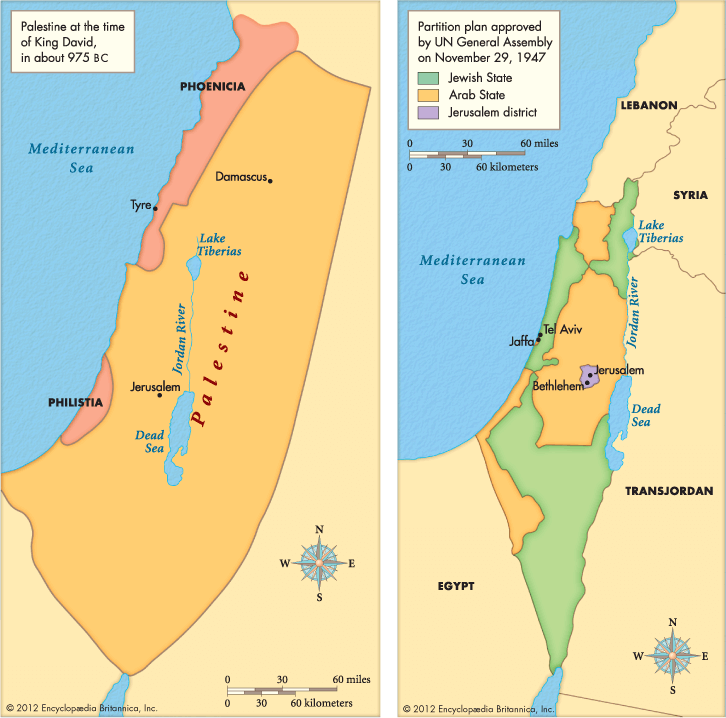 Palestine at the time
of King David,
in about 975 BC
PHOENICIA
Mediterranean
Sea
Damascus
Tyre
Lake
Tiberias
Jordan River
Palestine
Jerusalem
PHILISTIA
Dead
Sea
N
W E
S
0 30 60 miles
0 30 60 kilometers
© 2012 Encyclopædia Britannica, Inc.
Partition plan approved
by UN General Assembly
on November 29, 1947
Jewish State
Arab State
Jerusalem district
0 30 60 miles
0 30 60 kilometers
LEBANON
SYRIA
Lake
Tiberias
Mediterranean
Sea
Jordan River
Tel Aviv
Jaffa
Jerusalem
Bethlehem
Dead
Sea
TRANSJORDAN
EGYPT
N
W E
S
© 2012 Encyclopædia Britannica, Inc.